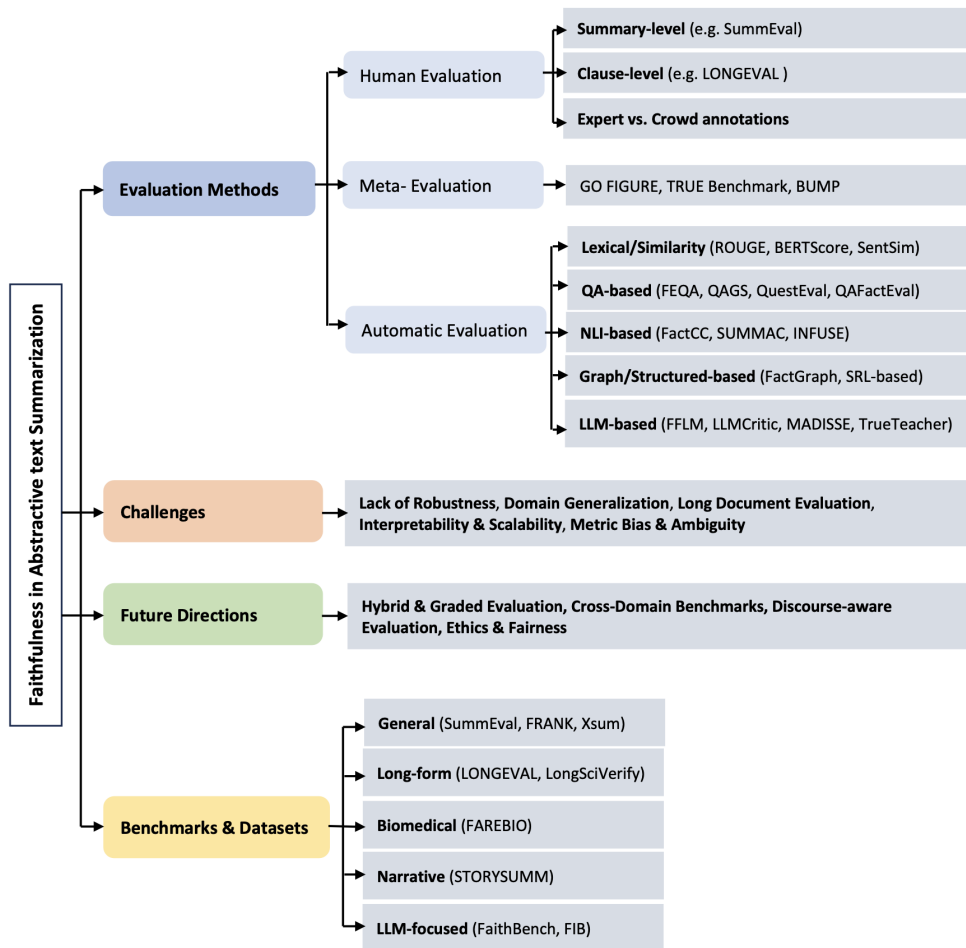 Faithfulness in Abstractive text Summarization
Evaluation Methods
Human Evaluation
Summary-level (e.g. SummEval)
Clause-level (e.g. LONGEVAL )
Expert vs. Crowd annotations
Meta- Evaluation
GO FIGURE, TRUE Benchmark, BUMP
Automatic Evaluation
Lexical/Similarity (ROUGE, BERTScore, SentSim)
QA-based (FEQA, QAGS, QuestEval, QAFactEval)
NLI-based (FactCC, SUMMAC, INFUSE)
Graph/Structured-based (FactGraph, SRL-based)
LLM-based (FFLM, LLMCritic, MADISSE, TrueTeacher)
Challenges
Lack of Robustness, Domain Generalization, Long Document Evaluation,
Interpretability & Scalability, Metric Bias & Ambiguity
Future Directions
Hybrid & Graded Evaluation, Cross-Domain Benchmarks, Discourse-aware
Evaluation, Ethics & Fairness
Benchmarks & Datasets
General (SummEval, FRANK, Xsum)
Long-form (LONGEVAL, LongSciVerify)
Biomedical (FAREBIO)
Narrative (STORYSUMM)
LLM-focused (FaithBench, FIB)